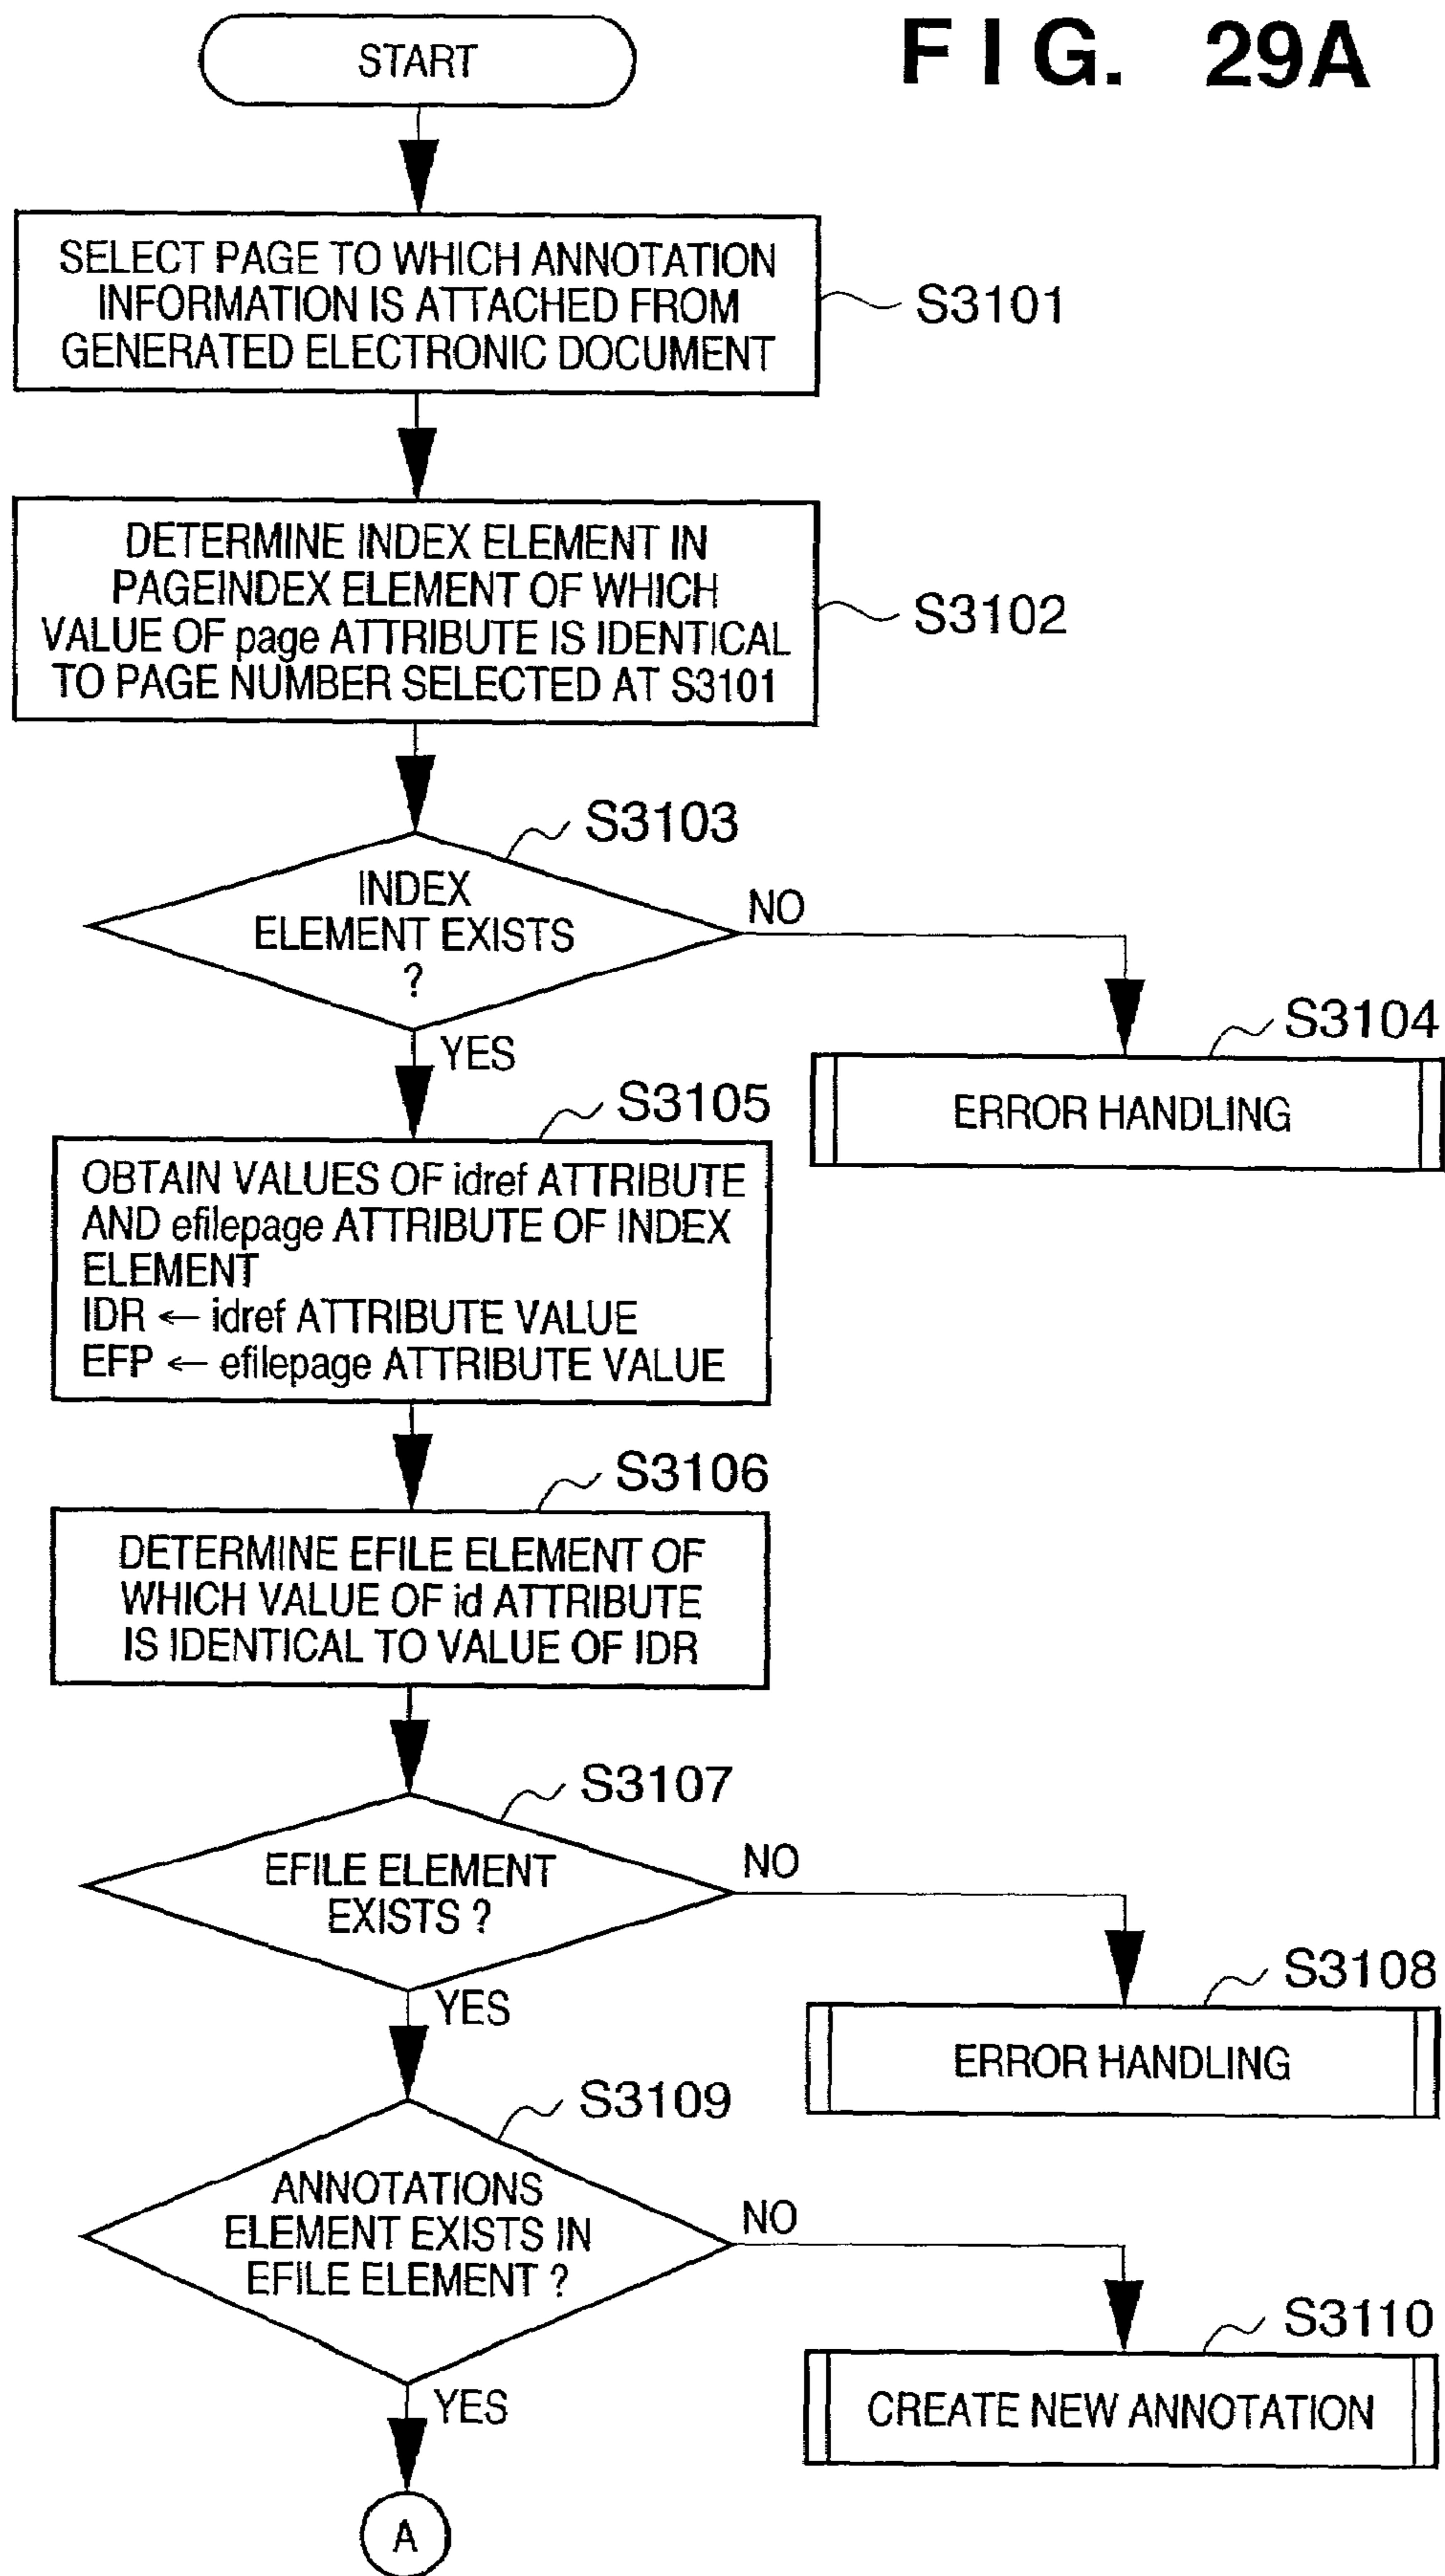 FIG. 29A
START
SELECT PAGE TO WHICH ANNOTATION
INFORMATION IS ATTACHED FROM
GENERATED ELECTRONIC DOCUMENT
S3101
DETERMINE INDEX ELEMENT IN
PAGEINDEX ELEMENT OF WHICH
VALUE OF page ATTRIBUTE IS IDENTICAL
TO PAGE NUMBER SELECTED AT S3101
S3102
S3103
INDEX
ELEMENT EXISTS
?
NO
YES
S3104
ERROR HANDLING
S3105
OBTAIN VALUES OF idref ATTRIBUTE
AND efilepage ATTRIBUTE OF INDEX
ELEMENT
IDR ← idref ATTRIBUTE VALUE
EFP ← efilepage ATTRIBUTE VALUE
S3106
DETERMINE EFILE ELEMENT OF
WHICH VALUE OF id ATTRIBUTE
IS IDENTICAL TO VALUE OF IDR
S3107
EFILE ELEMENT
EXISTS ?
NO
YES
S3108
ERROR HANDLING
S3109
ANNOTATIONS
ELEMENT EXISTS IN
EFILE ELEMENT ?
NO
YES
S3110
CREATE NEW ANNOTATION
A